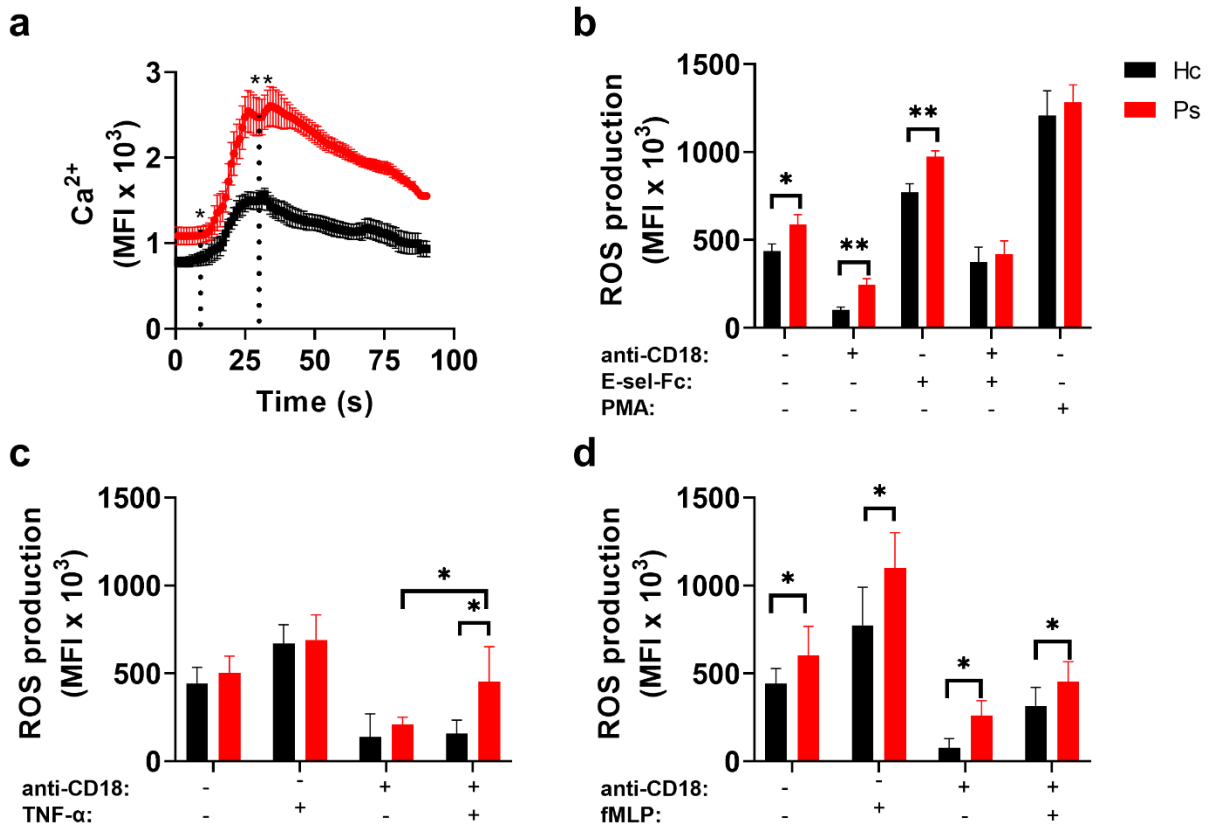 a
3
2
1
0
Ca2+
(MFI x 10³)
*
**
0 25 50 75 100
Time (s)
b
1500
1000
500
0
ROS production
(MFI x 10³)
*
**
**
Hc
Ps
anti-CD18: - + - + -
E-sel-Fc: - - + + -
PMA: - - - - +
c
1500
1000
500
0
ROS production
(MFI x 10³)
*
*
anti-CD18: - - + +
TNF-α: - + - +
d
1500
1000
500
0
ROS production
(MFI x 10³)
*
*
*
*
anti-CD18: - - + +
fMLP: - + - +